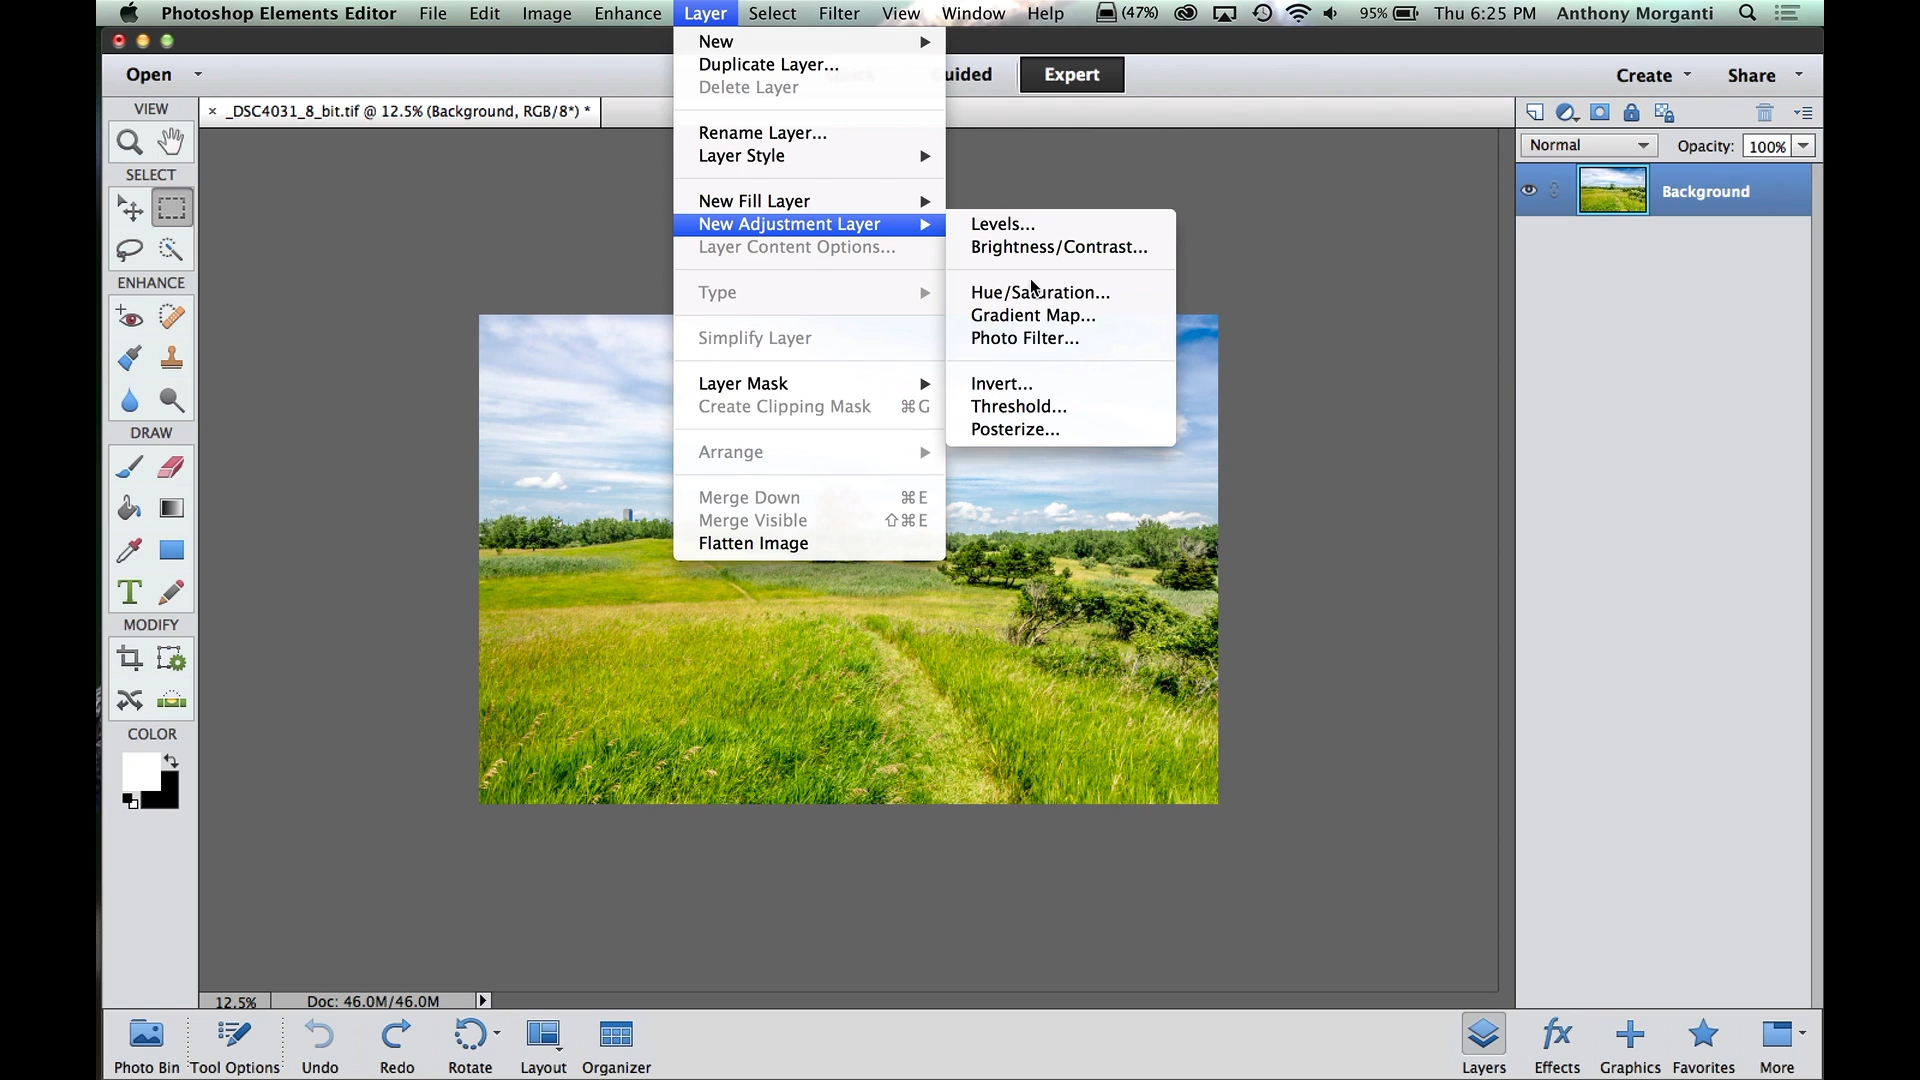 Photoshop Elements Editor File Edit Image Enhance Layer Select Filter View Window Help (47%) 95% Thu 6:25 PM Anthony Morganti
Open Guided Expert Create Share
VIEW
SELECT
ENHANCE
DRAW
MODIFY
COLOR
× _DSC4031_8_bit.tif @ 12.5% (Background, RGB/8*) *
New
Duplicate Layer...
Delete Layer
Rename Layer...
Layer Style
New Fill Layer
New Adjustment Layer
Layer Content Options...
Type
Simplify Layer
Layer Mask
Create Clipping Mask ⌘G
Arrange
Merge Down ⌘E
Merge Visible ⇧⌘E
Flatten Image
Levels...
Brightness/Contrast...
Hue/Saturation...
Gradient Map...
Photo Filter...
Invert...
Threshold...
Posterize...
Normal Opacity: 100%
Background
12.5% Doc: 46.0M/46.0M
Photo Bin Tool Options Undo Redo Rotate Layout Organizer Layers Effects Graphics Favorites More